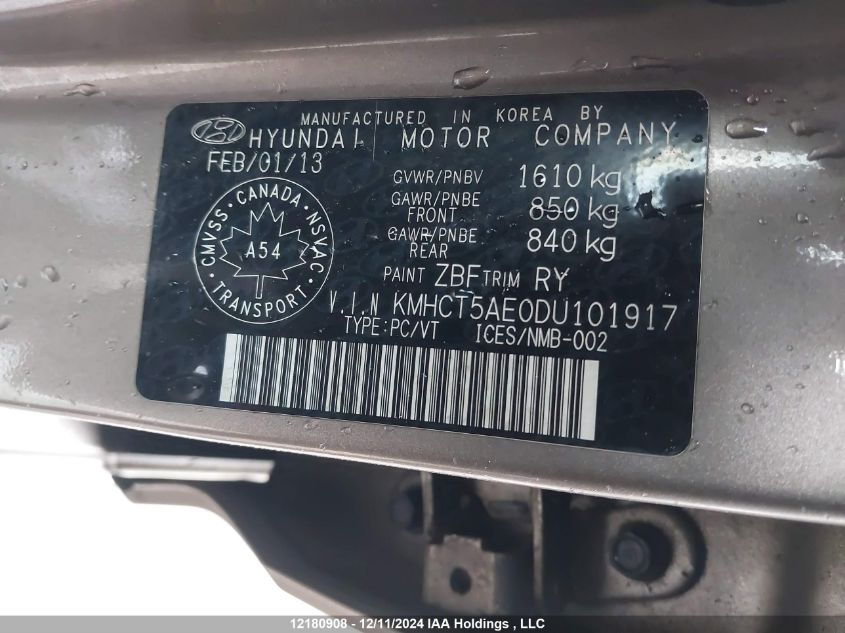 MANUFACTURED IN KOREA BY
HYUNDAI MOTOR COMPANY
FEB/01/13
GVWR/PNBV 1610 kg
GAWR/PNBE FRONT 850 kg
GAWR/PNBE REAR 840 kg
CMVSS • CANADA • NSVAC
A54
TRANSPORT
PAINT ZBF TRIM RY
V.I.N KMHCT5AE0DU101917
TYPE:PC/VT ICES/NMB-002
12180908 - 12/11/2024 IAA Holdings , LLC